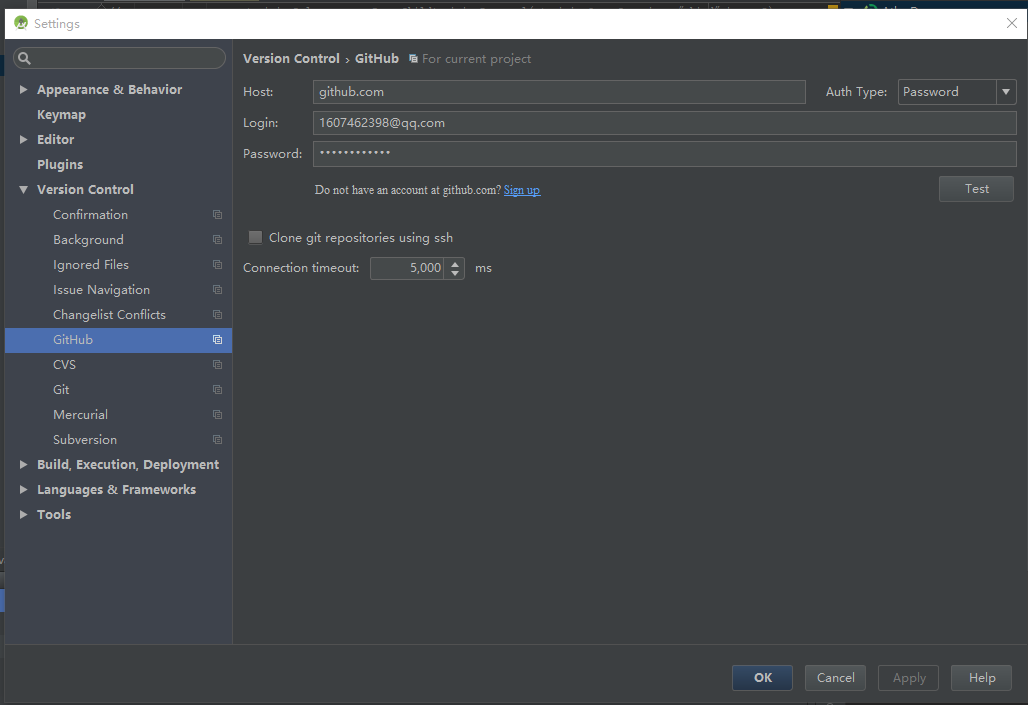 Settings
Version Control › GitHub For current project
Appearance & Behavior
Keymap
Editor
Plugins
Version Control
Confirmation
Background
Ignored Files
Issue Navigation
Changelist Conflicts
GitHub
CVS
Git
Mercurial
Subversion
Build, Execution, Deployment
Languages & Frameworks
Tools
Host: github.com Auth Type: Password
Login: 1607462398@qq.com
Password: ••••••••••••
Do not have an account at github.com? Sign up
Test
Clone git repositories using ssh
Connection timeout: 5,000 ms
OK Cancel Apply Help